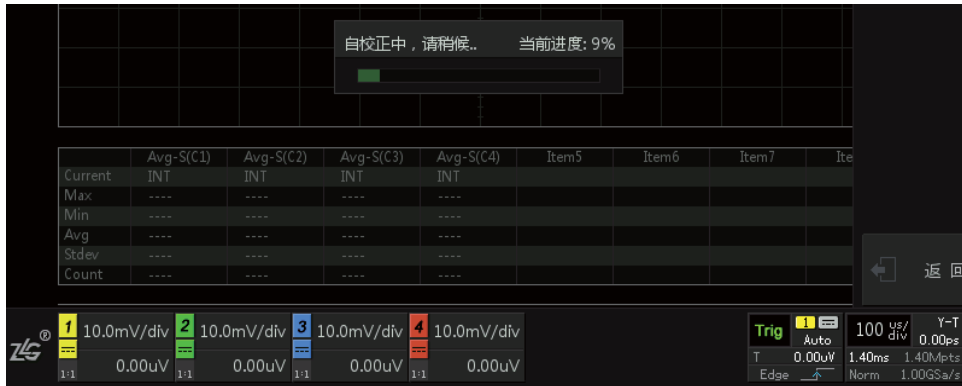 自校正中，请稍候.. 当前进度: 9%
Avg-S(C1) Avg-S(C2) Avg-S(C3) Avg-S(C4) Item5 Item6 Item7 Ite
Current INT INT INT INT
Max ---- ---- ---- ----
Min ---- ---- ---- ----
Avg ---- ---- ---- ----
Stdev ---- ---- ---- ----
Count ---- ---- ---- ----
返 回
ZLG®
1 10.0mV/div 2 10.0mV/div 3 10.0mV/div 4 10.0mV/div
1:1 0.00uV 1:1 0.00uV 1:1 0.00uV 1:1 0.00uV
Trig 1 Auto
T 0.00uV
Edge
100 us/div Y-T
0.00ps
1.40ms 1.40Mpts
Norm 1.00GSa/s